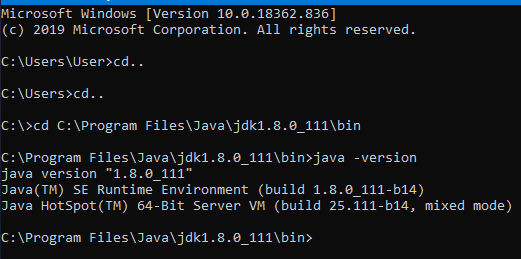 Microsoft Windows [Version 10.0.18362.836]
(c) 2019 Microsoft Corporation. All rights reserved.
C:\Users\User>cd..
C:\Users>cd..
C:\>cd C:\Program Files\Java\jdk1.8.0_111\bin
C:\Program Files\Java\jdk1.8.0_111\bin>java -version
java version "1.8.0_111"
Java(TM) SE Runtime Environment (build 1.8.0_111-b14)
Java HotSpot(TM) 64-Bit Server VM (build 25.111-b14, mixed mode)
C:\Program Files\Java\jdk1.8.0_111\bin>